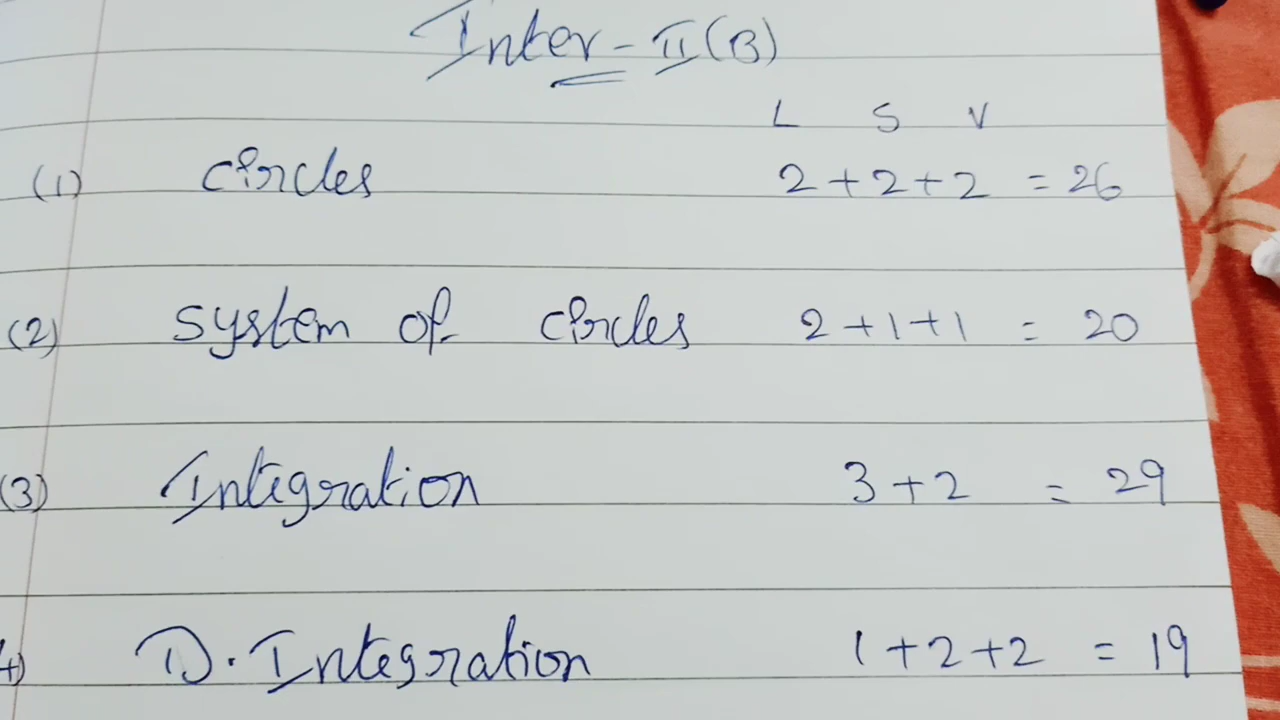 Inter - II (B)
L S V
(1) Circles 2 + 2 + 2 = 26
(2) System of Circles 2 + 1 + 1 = 20
(3) Integration 3 + 2 = 29
4) D. Integration 1 + 2 + 2 = 19